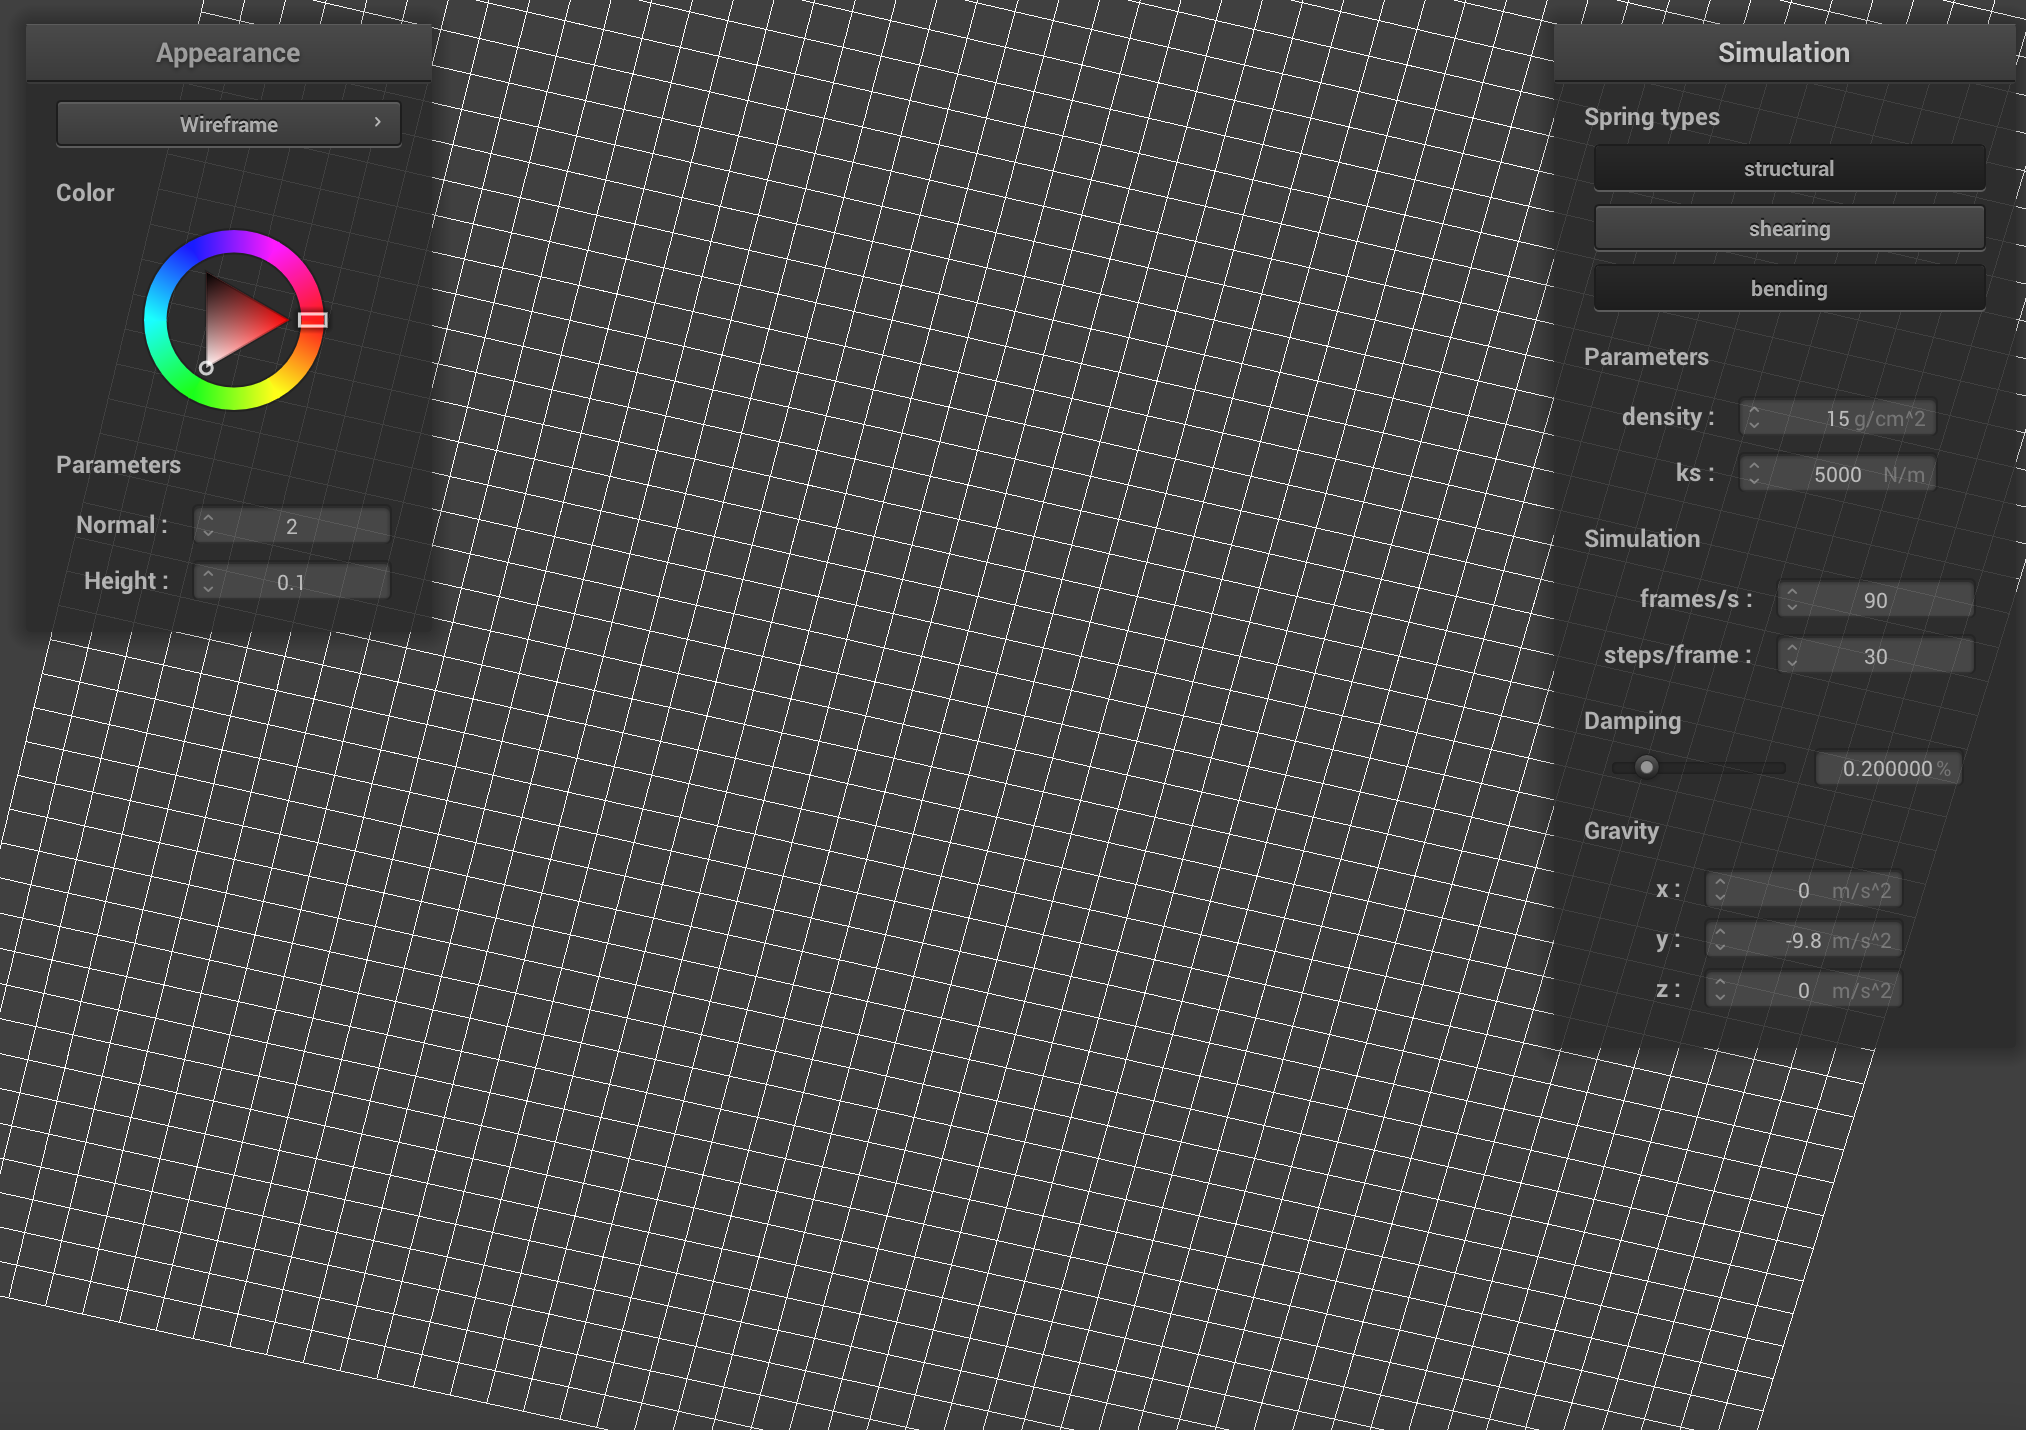 Appearance
Wireframe
Color
Parameters
Normal : 2
Height : 0.1
Simulation
Spring types
structural
shearing
bending
Parameters
density : 15 g/cm^2
ks : 5000 N/m
Simulation
frames/s : 90
steps/frame : 30
Damping
0.200000 %
Gravity
x : 0 m/s^2
y : -9.8 m/s^2
z : 0 m/s^2